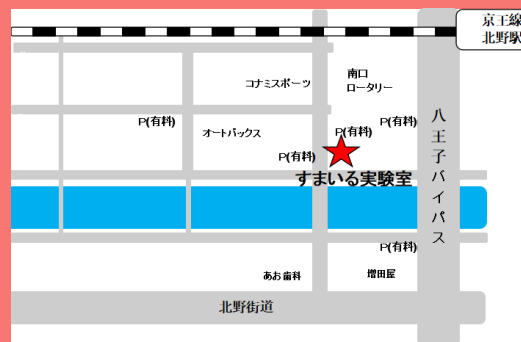 京王線
北野駅
コナミスポーツ
南口
ロータリー
P(有料)
P(有料)
オートバックス
P(有料)
P(有料)
すまいる実験室
八王子バイパス
P(有料)
あお歯科
増田屋
北野街道